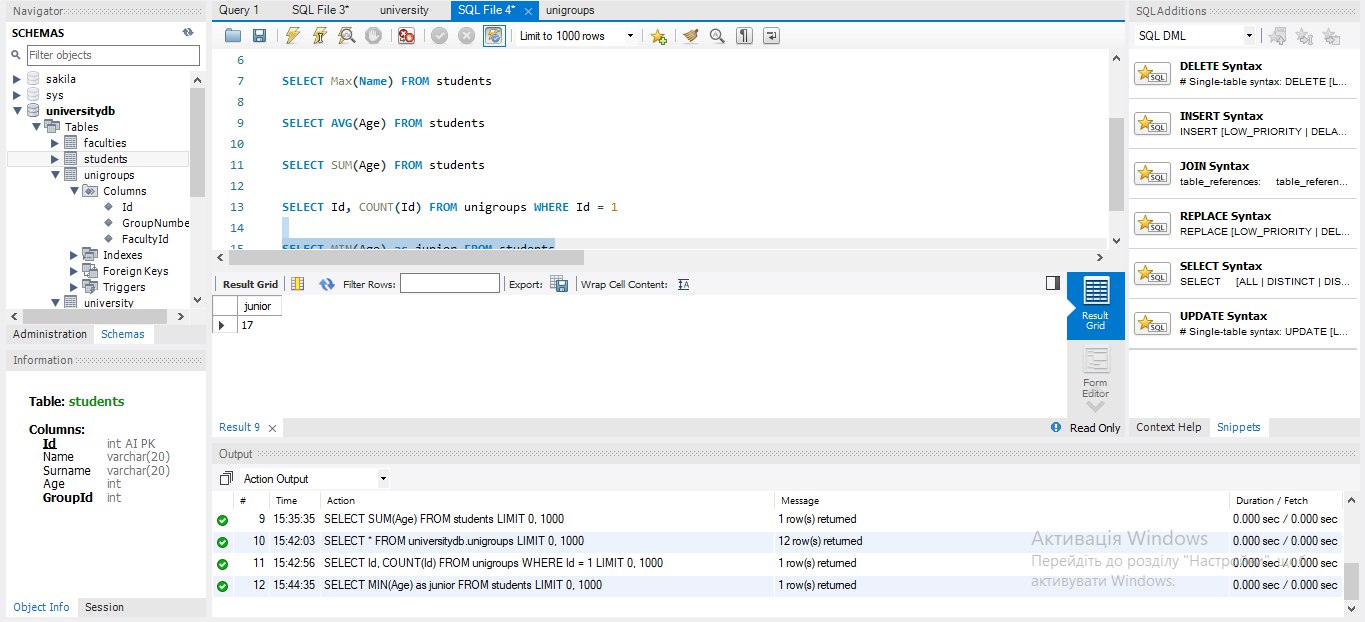 Navigator
SCHEMAS
Filter objects
sakila
sys
universitydb
Tables
faculties
students
unigroups
Columns
Id
GroupNumbe
FacultyId
Indexes
Foreign Keys
Triggers
university
Administration Schemas
Information
Table: students
Columns:
Id int AI PK
Name varchar(20)
Surname varchar(20)
Age int
GroupId int
Object Info Session
Query 1 SQL File 3* university SQL File 4* unigroups
Limit to 1000 rows
6
7 SELECT Max(Name) FROM students
8
9 SELECT AVG(Age) FROM students
10
11 SELECT SUM(Age) FROM students
12
13 SELECT Id, COUNT(Id) FROM unigroups WHERE Id = 1
14
15 SELECT MIN(Age) as junior FROM students
Result Grid Filter Rows: Export: Wrap Cell Content:
junior
17
Result Grid
Form Editor
Result 9 Read Only
Output
Action Output
# Time Action Message Duration / Fetch
9 15:35:35 SELECT SUM(Age) FROM students LIMIT 0, 1000 1 row(s) returned 0.000 sec / 0.000 sec
10 15:42:03 SELECT * FROM universitydb.unigroups LIMIT 0, 1000 12 row(s) returned 0.000 sec / 0.000 sec
11 15:42:56 SELECT Id, COUNT(Id) FROM unigroups WHERE Id = 1 LIMIT 0, 1000 1 row(s) returned 0.000 sec / 0.000 sec
12 15:44:35 SELECT MIN(Age) as junior FROM students LIMIT 0, 1000 1 row(s) returned 0.000 sec / 0.000 sec
SQLAdditions
SQL DML
DELETE Syntax
# Single-table syntax: DELETE [L...
INSERT Syntax
INSERT [LOW_PRIORITY | DELA...
JOIN Syntax
table_references: table_referen...
REPLACE Syntax
REPLACE [LOW_PRIORITY | DEL...
SELECT Syntax
SELECT [ALL | DISTINCT | DIS...
UPDATE Syntax
# Single-table syntax: UPDATE [L...
Context Help Snippets
Активація Windows
Перейдіть до розділу "Настройки", щоб
активувати Windows.